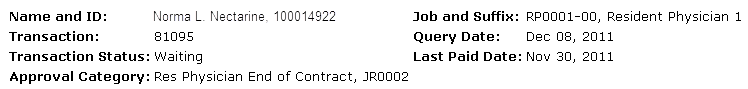 Name and ID: Norma L. Nectarine, 100014922 Job and Suffix: RP0001-00, Resident Physician 1
Transaction: 81095 Query Date: Dec 08, 2011
Transaction Status: Waiting Last Paid Date: Nov 30, 2011
Approval Category: Res Physician End of Contract, JR0002